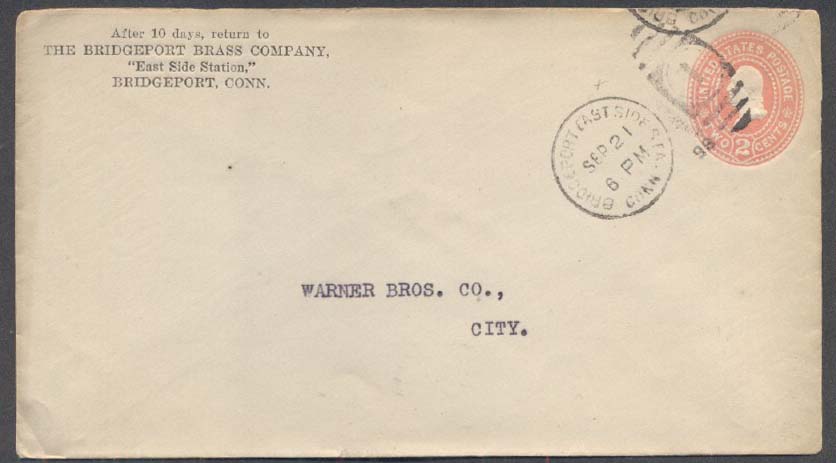 After 10 days, return to
THE BRIDGEPORT BRASS COMPANY,
"East Side Station,"
BRIDGEPORT, CONN.
UNITED STATES POSTAGE
TWO 2 CENTS
BRIDGEPORT EAST SIDE STA.
SEP 21
6 PM
CONN
WARNER BROS. CO.,
CITY.